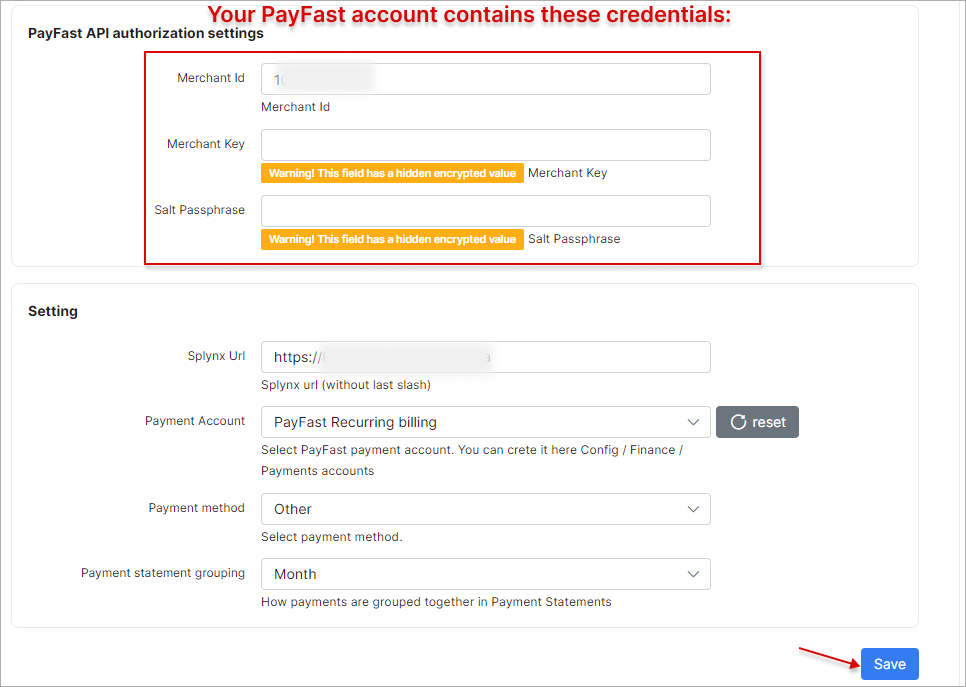 Your PayFast account contains these credentials:
PayFast API authorization settings
Merchant Id
Merchant Id
Merchant Key
Warning! This field has a hidden encrypted value Merchant Key
Salt Passphrase
Warning! This field has a hidden encrypted value Salt Passphrase
Setting
Splynx Url https://
Splynx url (without last slash)
Payment Account PayFast Recurring billing reset
Select PayFast payment account. You can crete it here Config / Finance /
Payments accounts
Payment method Other
Select payment method.
Payment statement grouping Month
How payments are grouped together in Payment Statements
Save